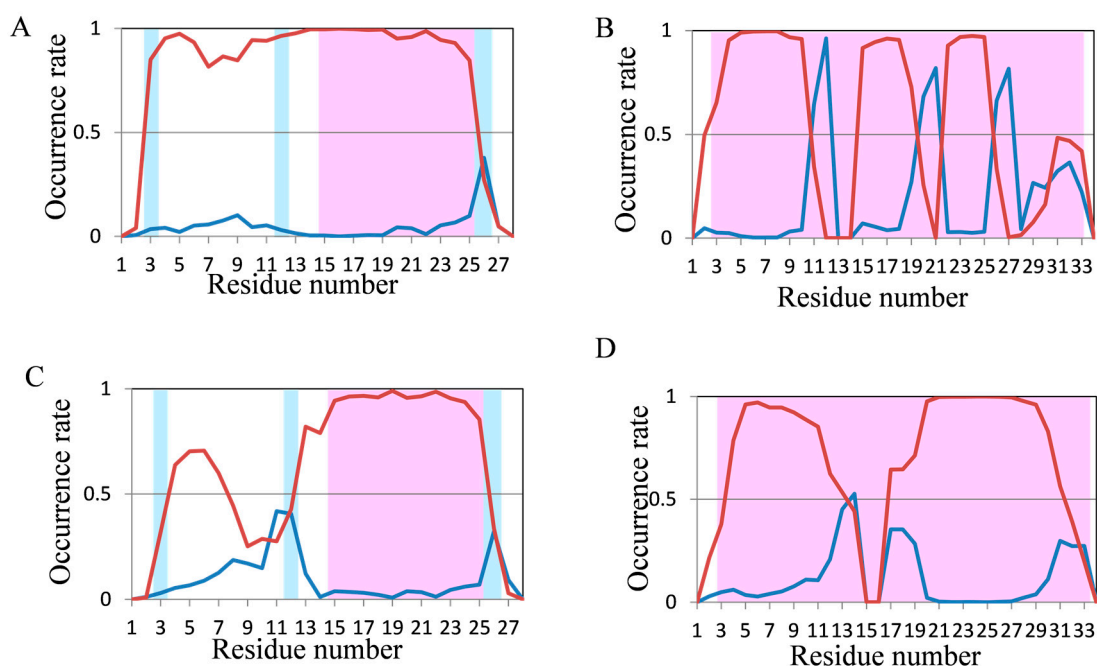 A
1
0.5
0
Occurrence rate
1 3 5 7 9 11 13 15 17 19 21 23 25 27
Residue number
B
1
0.5
0
Occurrence rate
1 3 5 7 9 11 13 15 17 19 21 23 25 27 29 31 33
Residue number
C
1
0.5
0
Occurrence rate
1 3 5 7 9 11 13 15 17 19 21 23 25 27
Residue number
D
1
0.5
0
Occurrence rate
1 3 5 7 9 11 13 15 17 19 21 23 25 27 29 31 33
Residue number